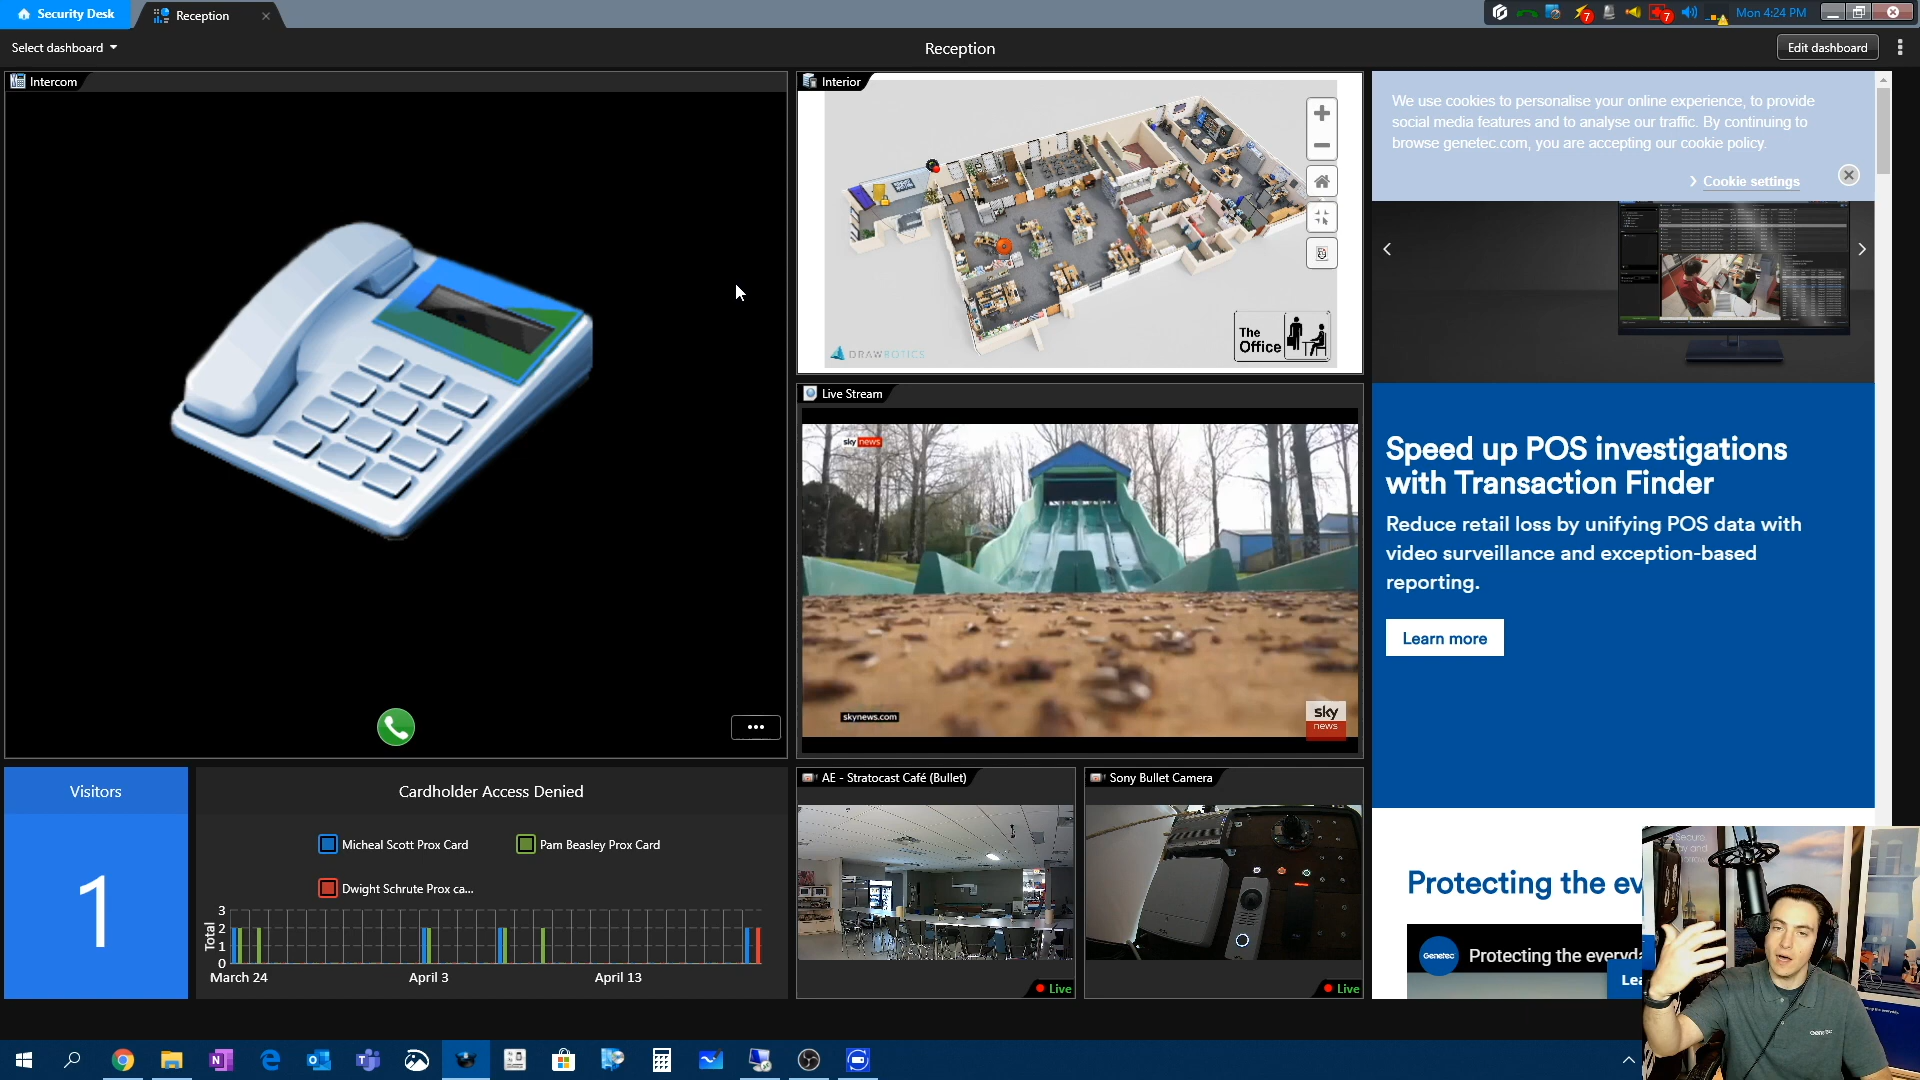 Security Desk
Reception
7
7
Mon 4:24 PM
Select dashboard
Reception
Edit dashboard
Intercom
Interior
The
Office
DRAWBOTICS
We use cookies to personalise your online experience, to provide
social media features and to analyse our traffic. By continuing to
browse genetec.com, you are accepting our cookie policy.
Cookie settings
Live Stream
sky news
skynews.com
sky
news
Speed up POS investigations
with Transaction Finder
Reduce retail loss by unifying POS data with
video surveillance and exception-based
reporting.
Learn more
Visitors
1
Cardholder Access Denied
Micheal Scott Prox Card
Pam Beasley Prox Card
Dwight Schrute Prox ca...
Total
3
2
1
0
March 24
April 3
April 13
AE - Stratocast Café (Bullet)
Live
Sony Bullet Camera
Live
Protecting the ev
Genetec
Protecting the everyda
Lea
Genetec